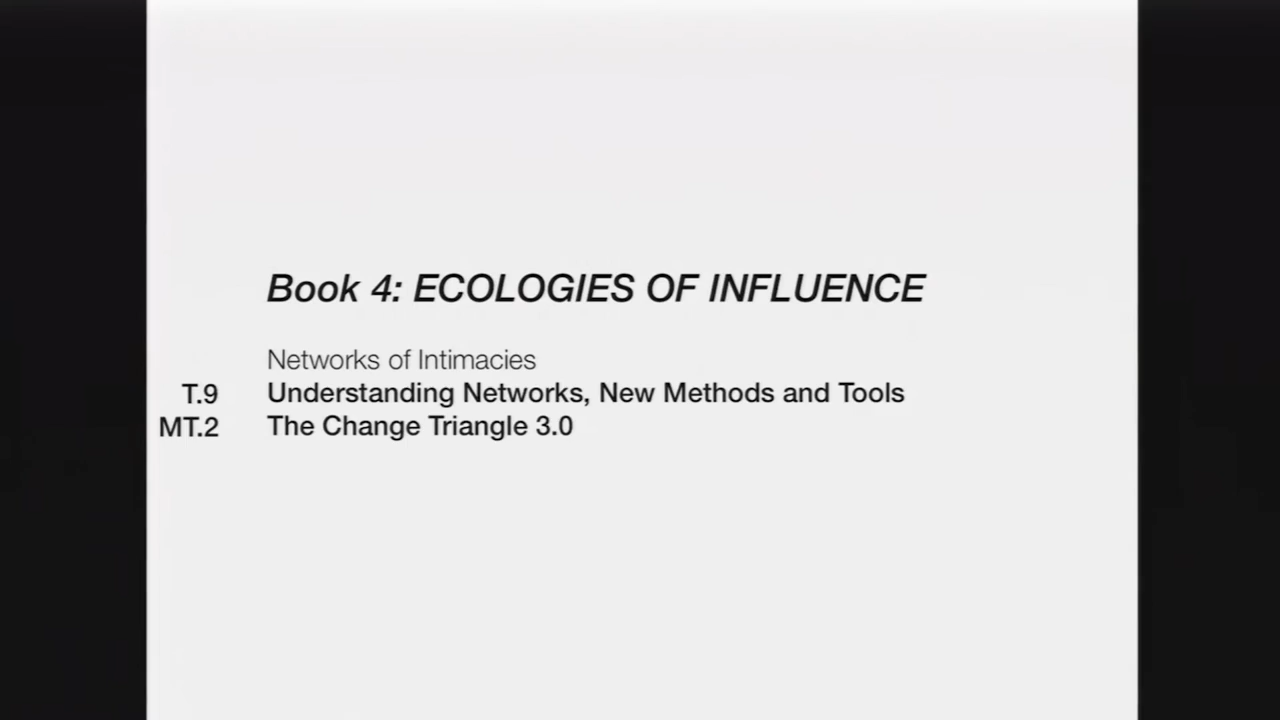 Book 4: ECOLOGIES OF INFLUENCE
Networks of Intimacies
T.9 Understanding Networks, New Methods and Tools
MT.2 The Change Triangle 3.0